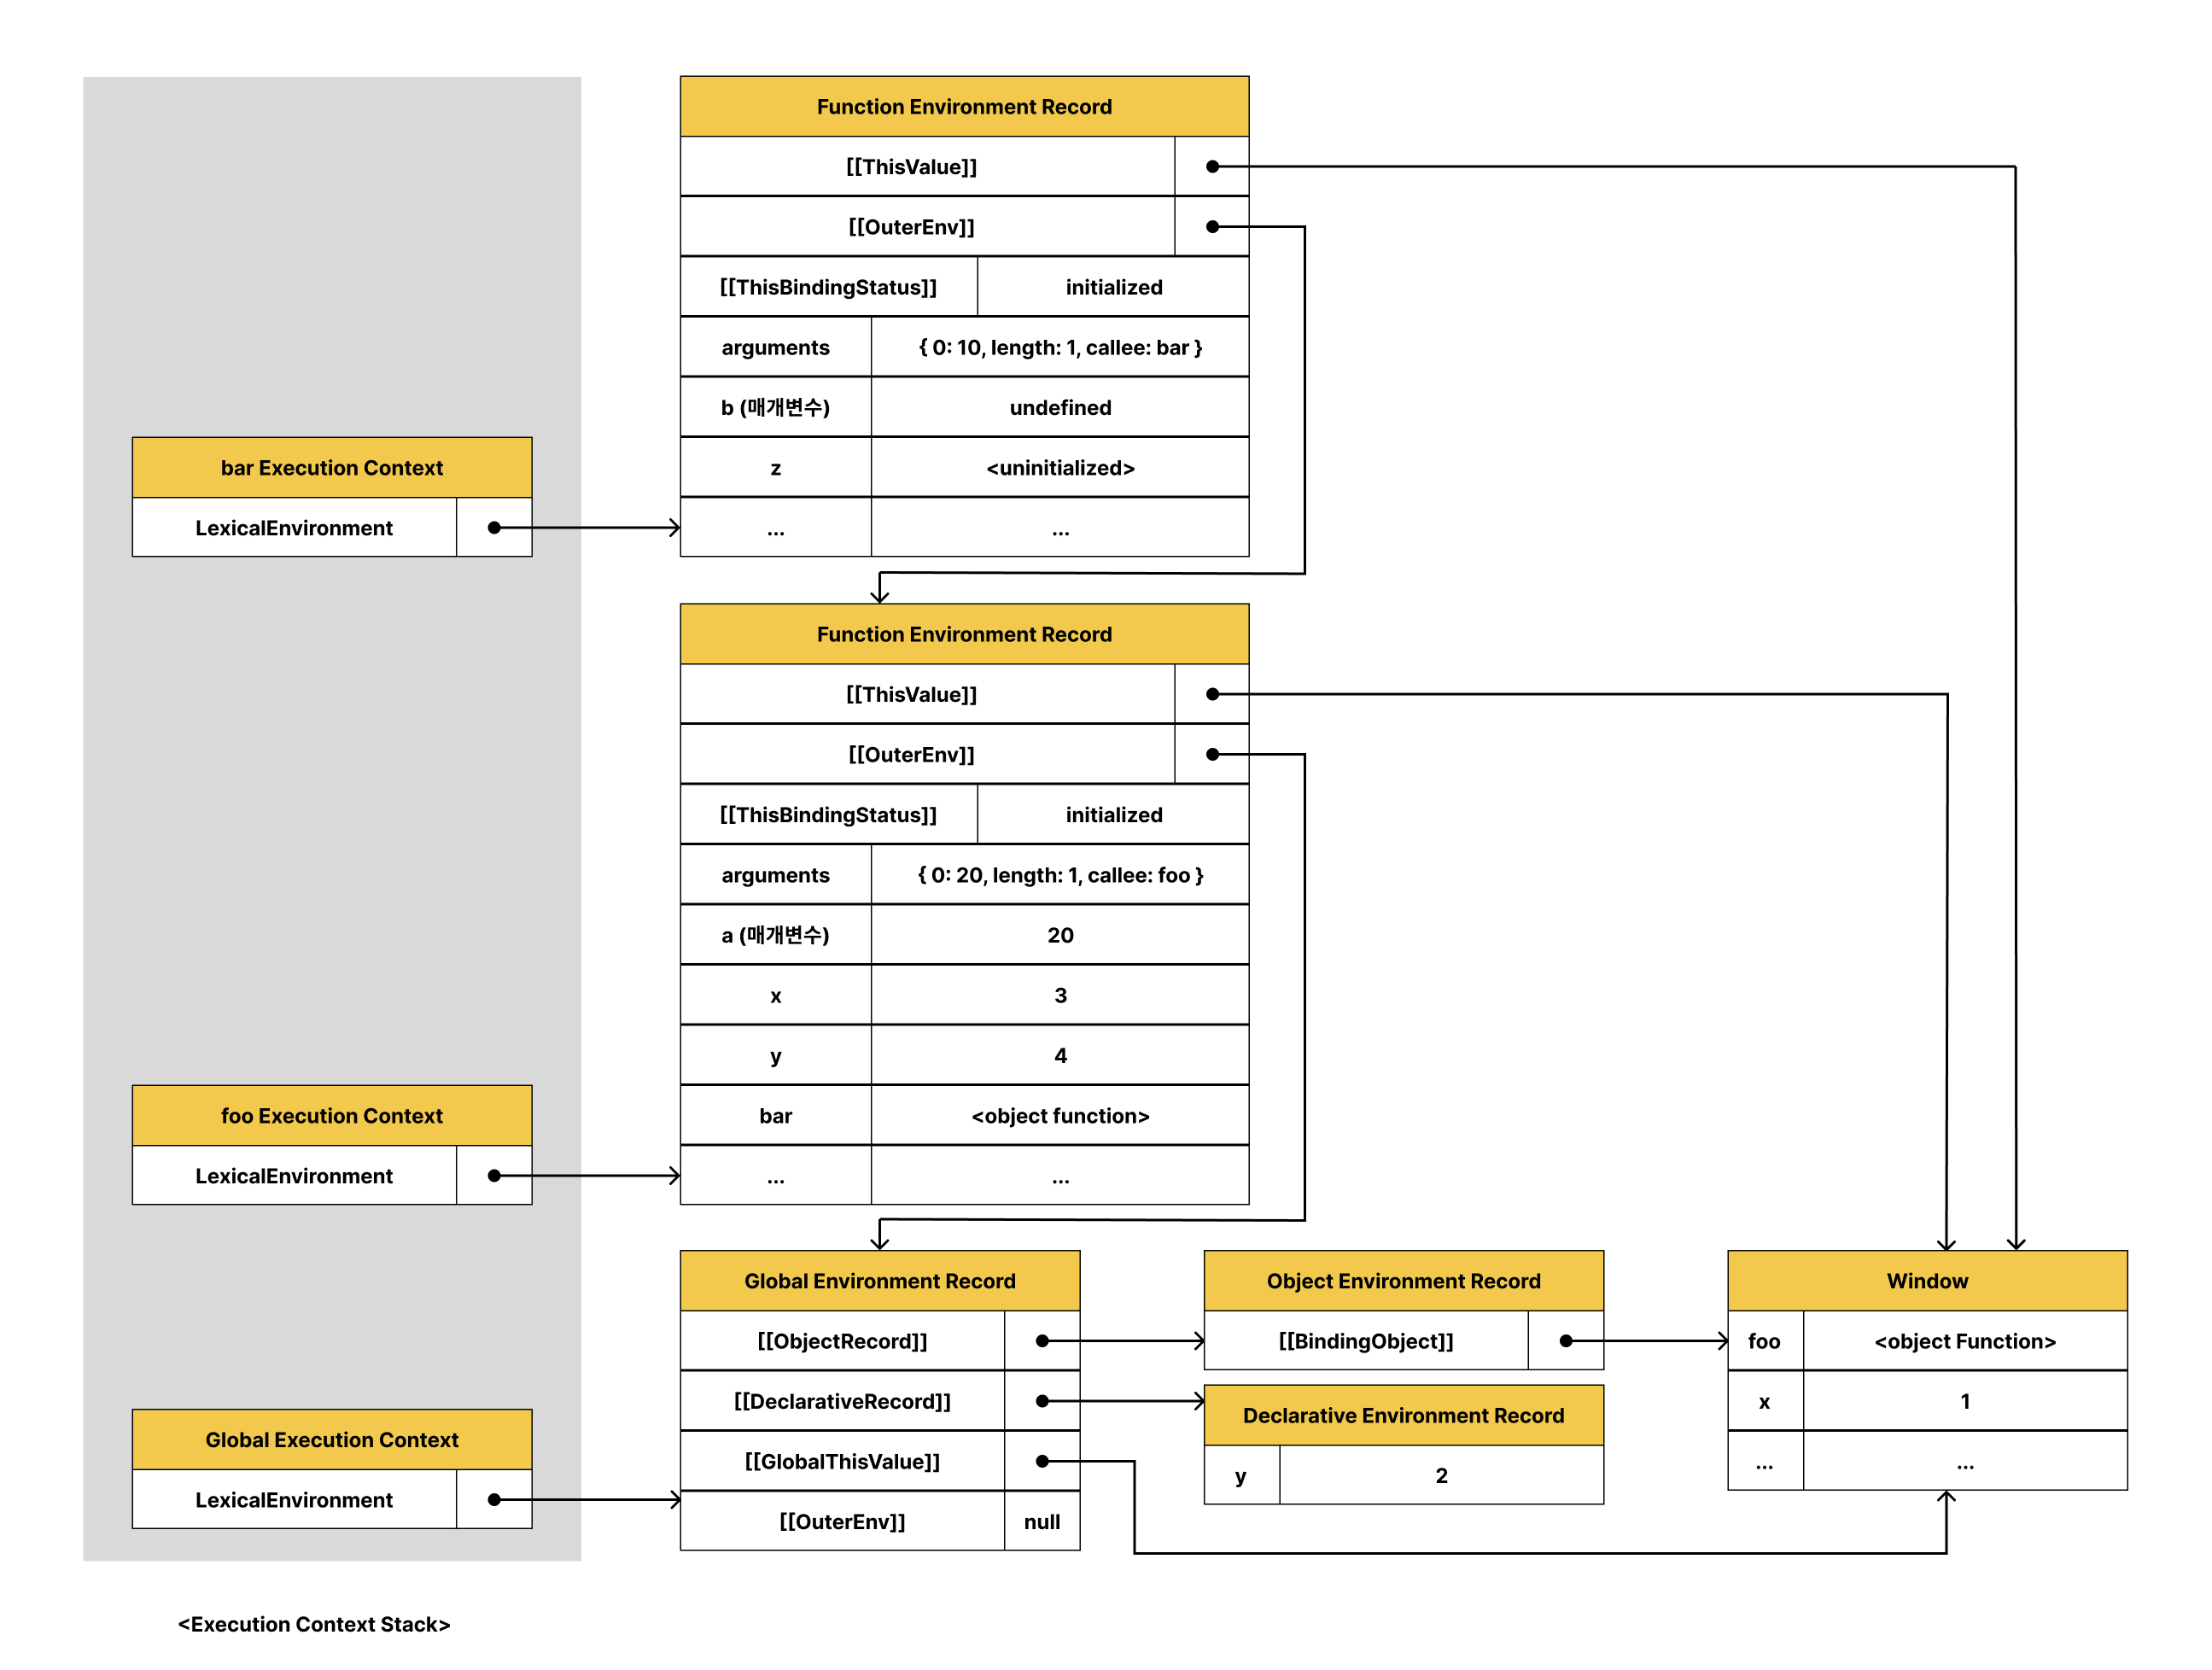 Function Environment Record
[[ThisValue]]
[[OuterEnv]]
[[ThisBindingStatus]] initialized
arguments { 0: 10, length: 1, callee: bar }
b (매개변수) undefined
z <uninitialized>
... ...
bar Execution Context
LexicalEnvironment
Function Environment Record
[[ThisValue]]
[[OuterEnv]]
[[ThisBindingStatus]] initialized
arguments { 0: 20, length: 1, callee: foo }
a (매개변수) 20
x 3
y 4
bar <object function>
... ...
foo Execution Context
LexicalEnvironment
Global Environment Record
[[ObjectRecord]]
[[DeclarativeRecord]]
[[GlobalThisValue]]
[[OuterEnv]] null
Object Environment Record
[[BindingObject]]
Declarative Environment Record
y 2
Window
foo <object Function>
x 1
... ...
Global Execution Context
LexicalEnvironment
<Execution Context Stack>